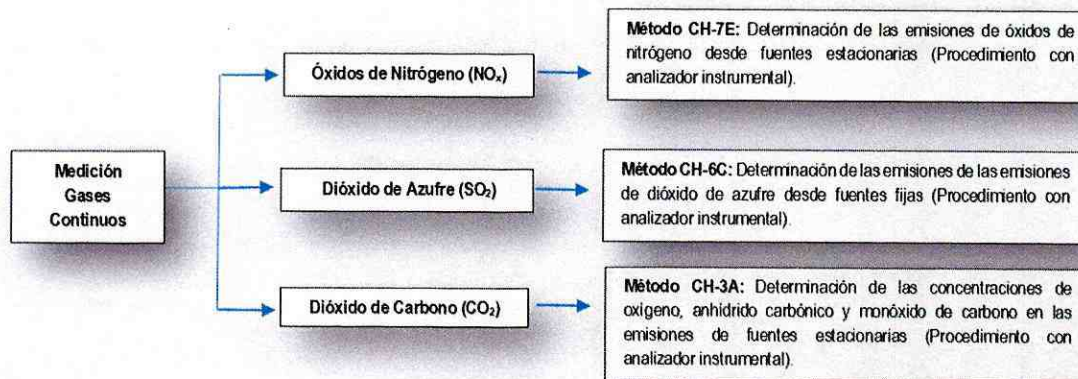 Medición
Gases
Continuos
Óxidos de Nitrógeno (NOₓ)
Método CH-7E: Determinación de las emisiones de óxidos de
nitrógeno desde fuentes estacionarias (Procedimiento con
analizador instrumental).
Dióxido de Azufre (SO₂)
Método CH-6C: Determinación de las emisiones de las emisiones
de dióxido de azufre desde fuentes fijas (Procedimiento con
analizador instrumental).
Dióxido de Carbono (CO₂)
Método CH-3A: Determinación de las concentraciones de
oxígeno, anhidrido carbónico y monóxido de carbono en las
emisiones de fuentes estacionarias (Procedimiento con
analizador instrumental).